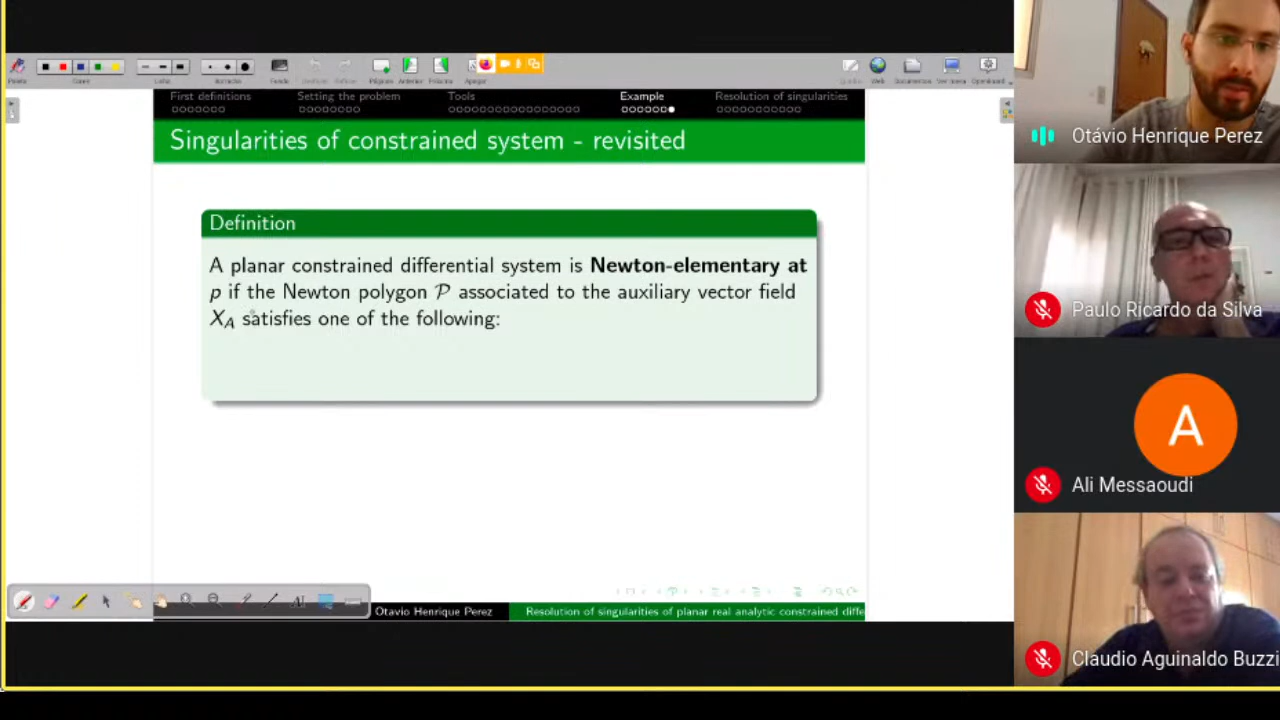 First definitions
Setting the problem
Tools
Example
Resolution of singularities
Singularities of constrained system - revisited
Definition
A planar constrained differential system is Newton-elementary at
p if the Newton polygon P associated to the auxiliary vector field
X_A satisfies one of the following:
Otavio Henrique Perez
Resolution of singularities of planar real analytic constrained diffe
Otávio Henrique Perez
Paulo Ricardo da Silva
A
Ali Messaoudi
Claudio Aguinaldo Buzzi